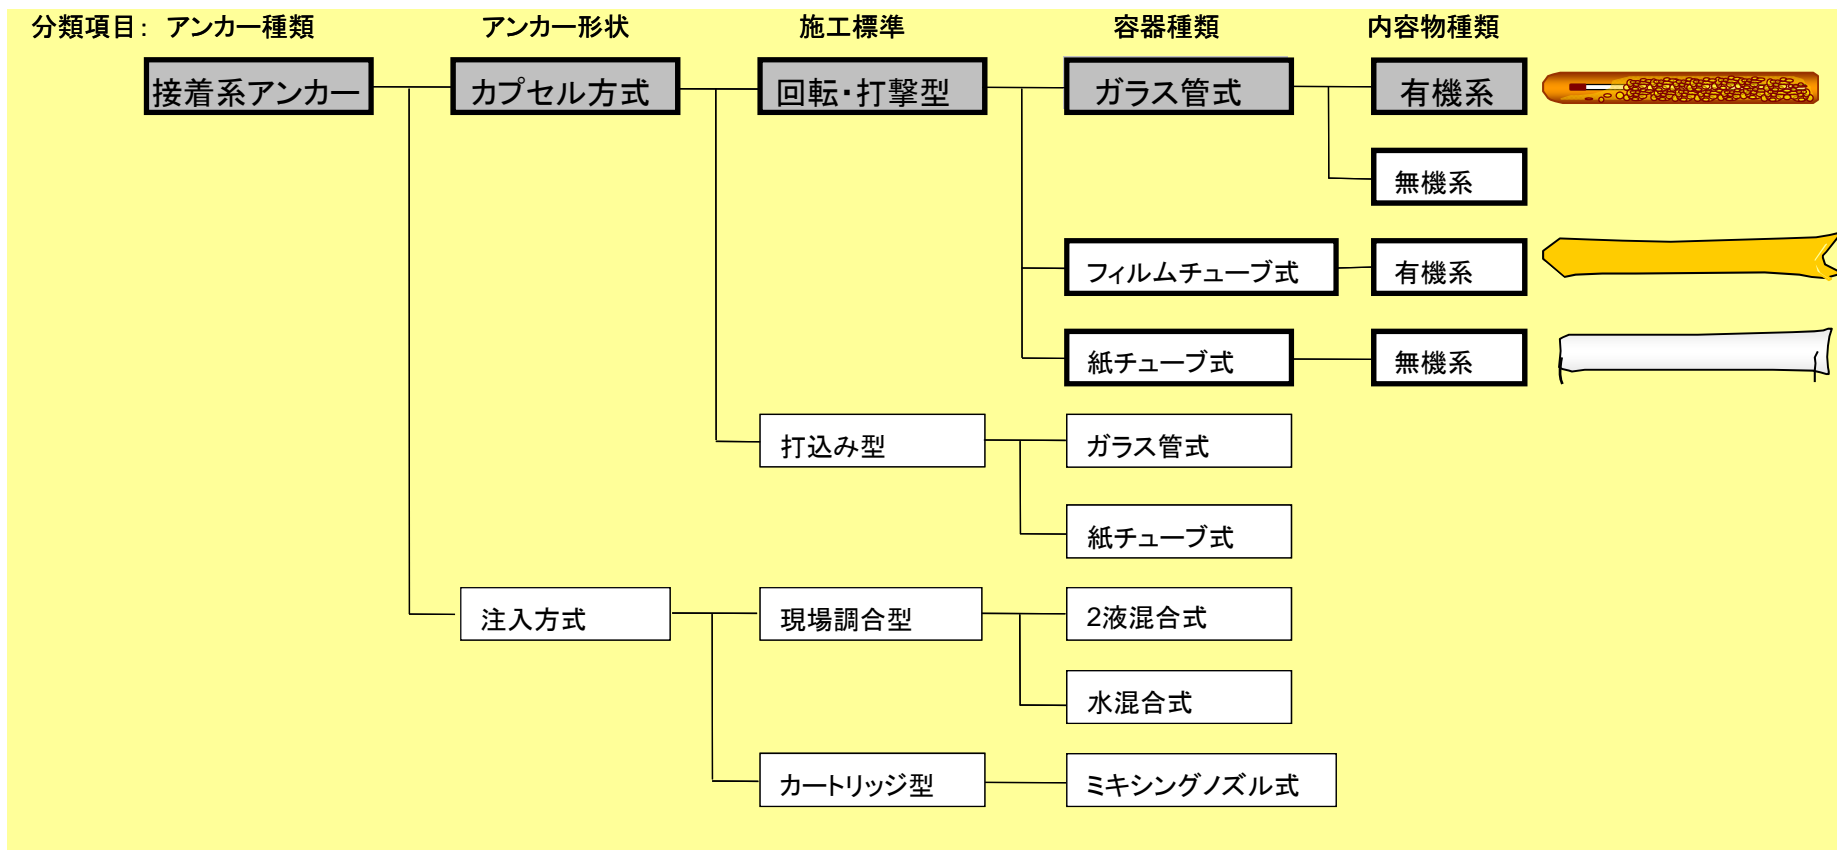 分類項目: アンカー種類 アンカー形状 施工標準 容器種類 内容物種類
接着系アンカー カプセル方式 回転・打撃型 ガラス管式 有機系
無機系
フィルムチューブ式 有機系
紙チューブ式 無機系
打込み型 ガラス管式
紙チューブ式
注入方式 現場調合型 2液混合式
水混合式
カートリッジ型 ミキシングノズル式